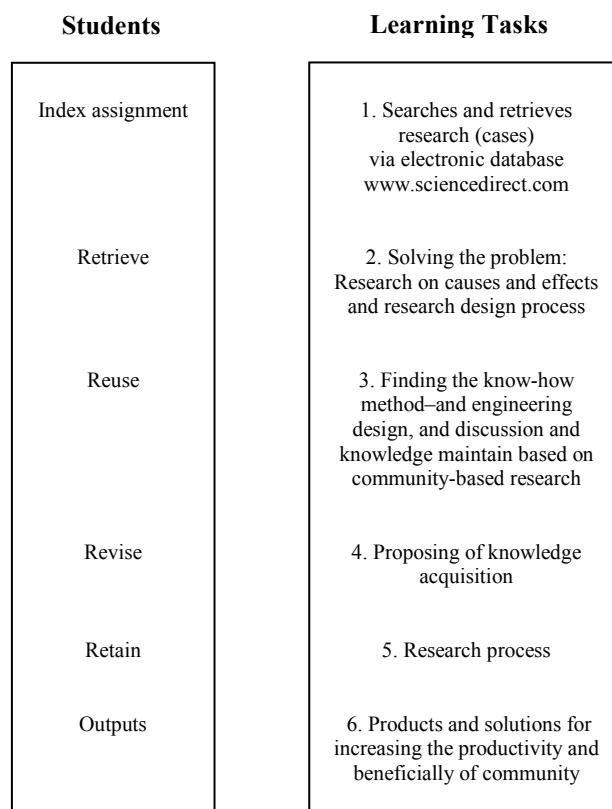 Students
Learning Tasks
Index assignment
1. Searches and retrieves
research (cases)
via electronic database
www.sciencedirect.com
Retrieve
2. Solving the problem:
Research on causes and effects
and research design process
Reuse
3. Finding the know-how
method–and engineering
design, and discussion and
knowledge maintain based on
community-based research
Revise
4. Proposing of knowledge
acquisition
Retain
5. Research process
Outputs
6. Products and solutions for
increasing the productivity and
beneficially of community